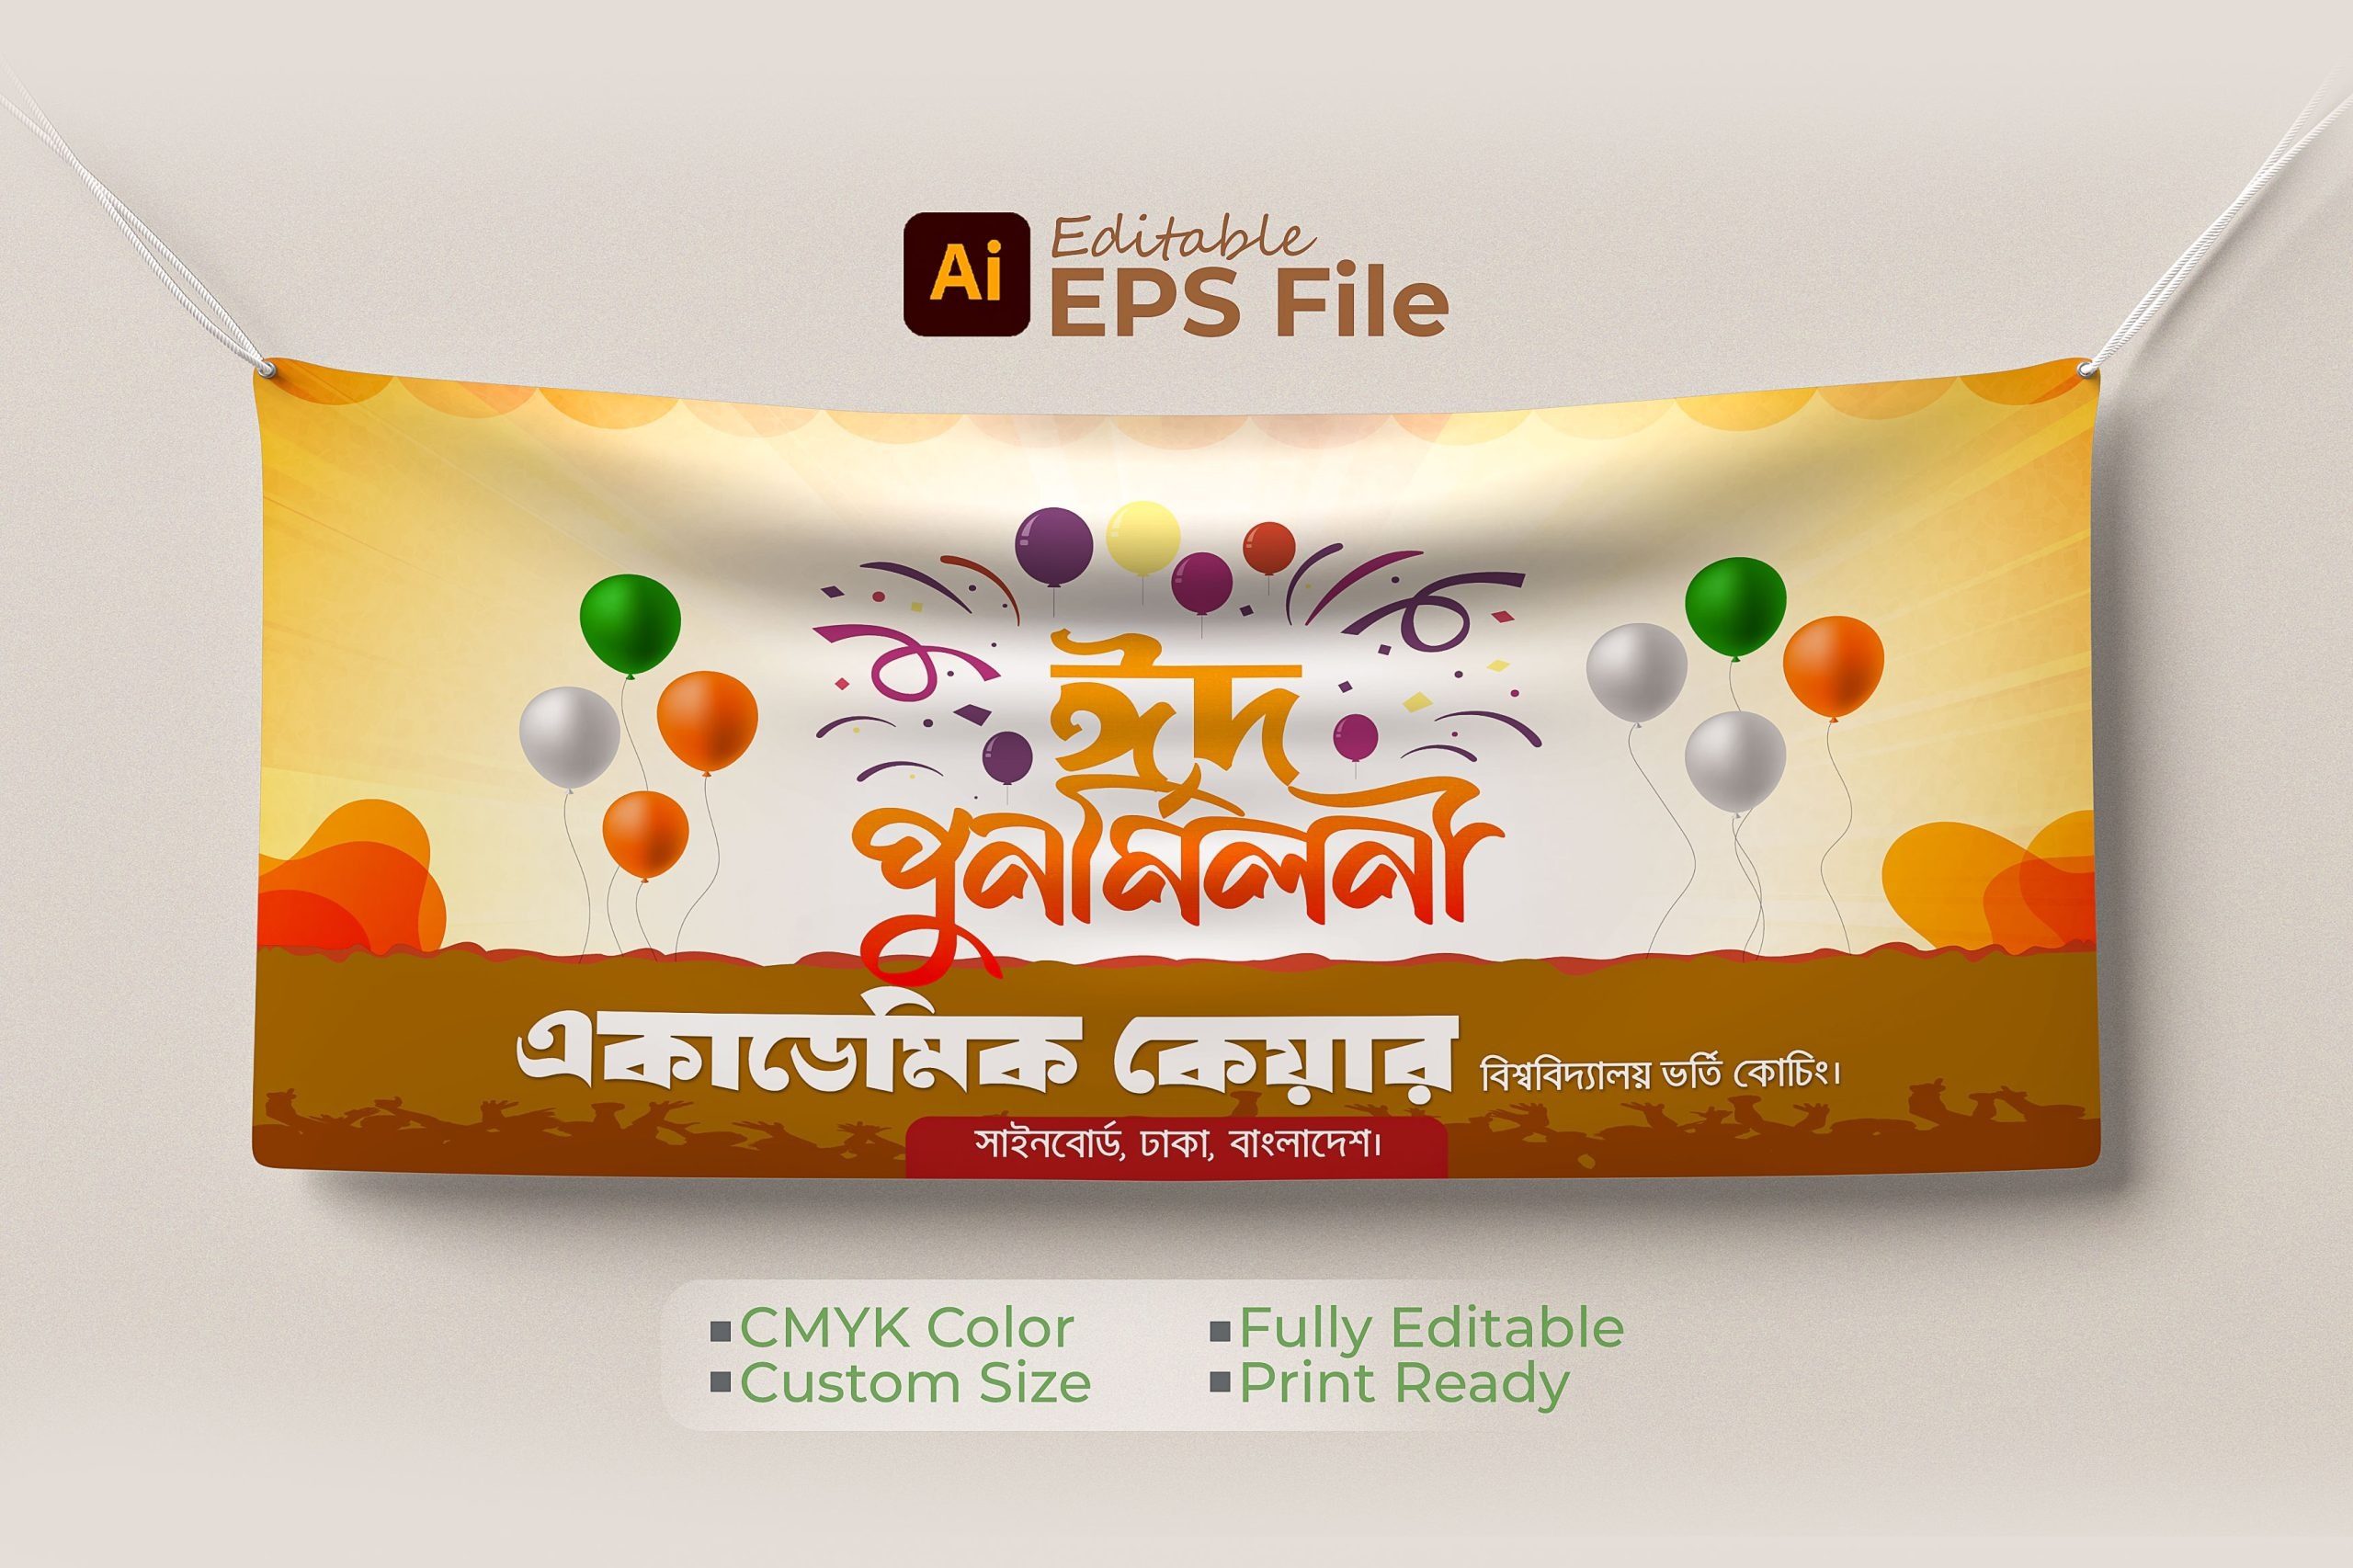 Ai
Editable
EPS File
ঈদ
পুনর্মিলনী
একাডেমিক কেয়ার বিশ্ববিদ্যালয় ভর্তি কোচিং।
সাইনবোর্ড, ঢাকা, বাংলাদেশ।
CMYK Color
Custom Size
Fully Editable
Print Ready